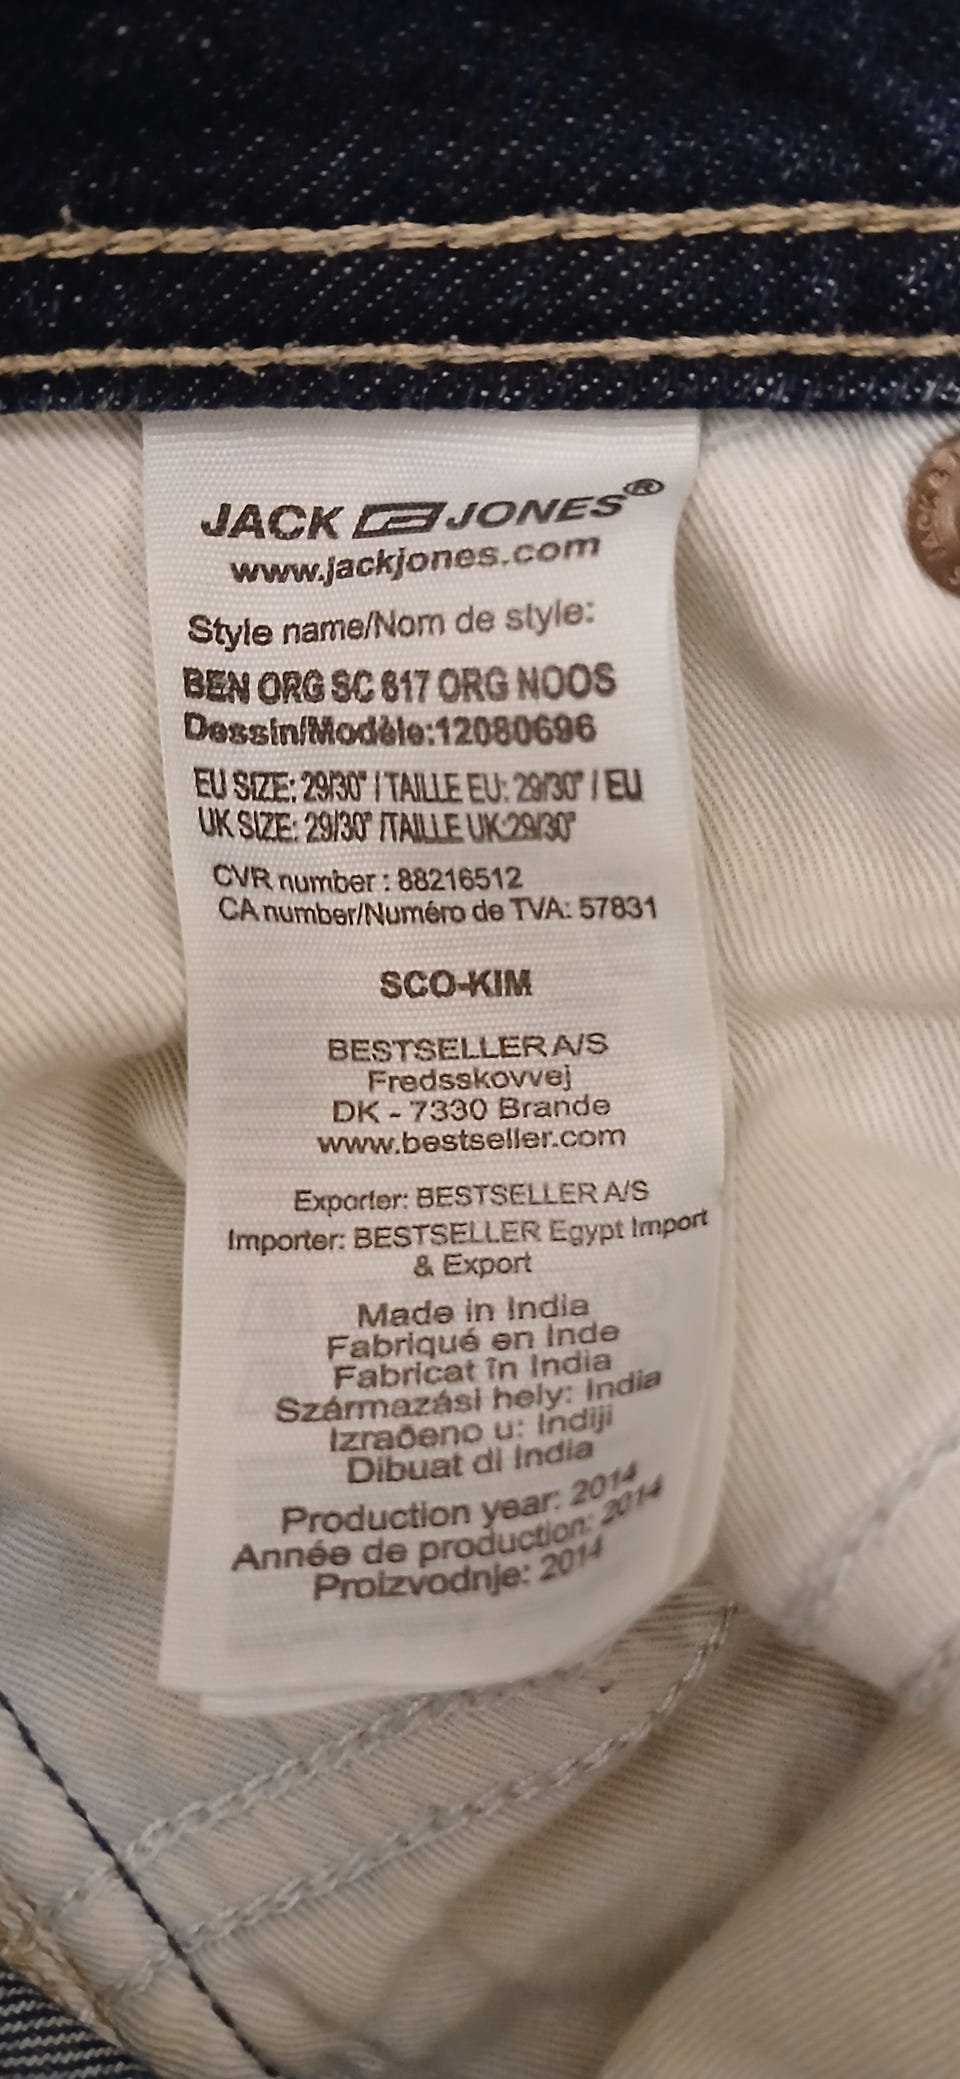 JACK JONES®
www.jackjones.com
Style name/Nom de style:
BEN ORG SC 617 ORG NOOS
Dessin/Modèle:12080696
EU SIZE: 29/30" / TAILLE EU: 29/30" / EU
UK SIZE: 29/30" /TAILLE UK:29/30"
CVR number : 88216512
CA number/Numéro de TVA: 57831
SCO-KIM
BESTSELLER A/S
Fredsskovvej
DK - 7330 Brande
www.bestseller.com
Exporter: BESTSELLER A/S
Importer: BESTSELLER Egypt Import
& Export
Made in India
Fabriqué en Inde
Fabricat în India
Származási hely: India
Izrađeno u: Indiji
Dibuat di India
Production year: 2014
Année de production: 2014
Proizvodnje: 2014
JACK &